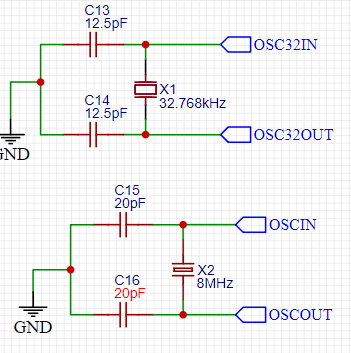 C13
12.5pF
OSC32IN
X1
32.768kHz
C14
12.5pF
OSC32OUT
GND
C15
20pF
OSCIN
X2
8MHz
C16
20pF
OSCOUT
GND